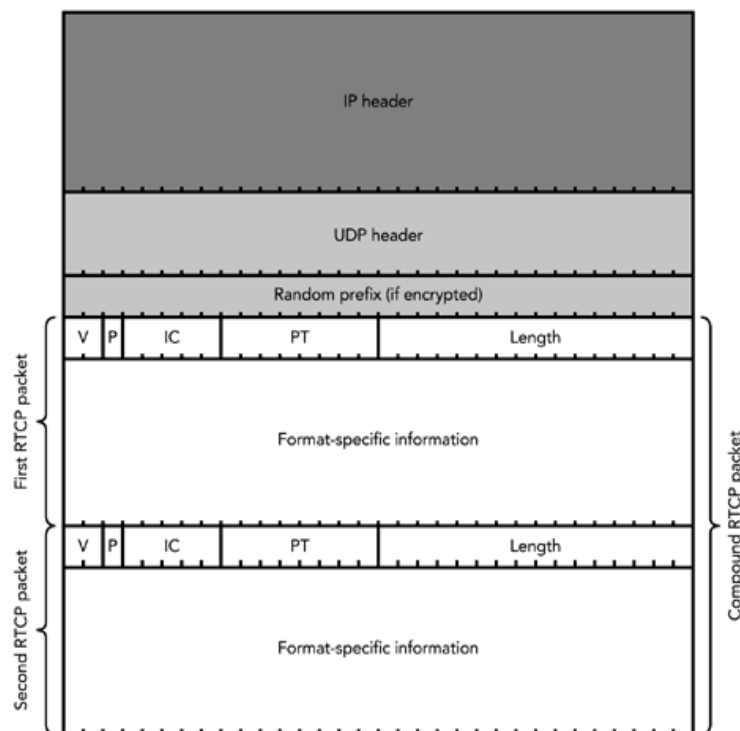 IP header
UDP header
Random prefix (if encrypted)
V P IC PT Length
First RTCP packet
Format-specific information
Compound RTCP packet
V P IC PT Length
Second RTCP packet
Format-specific information